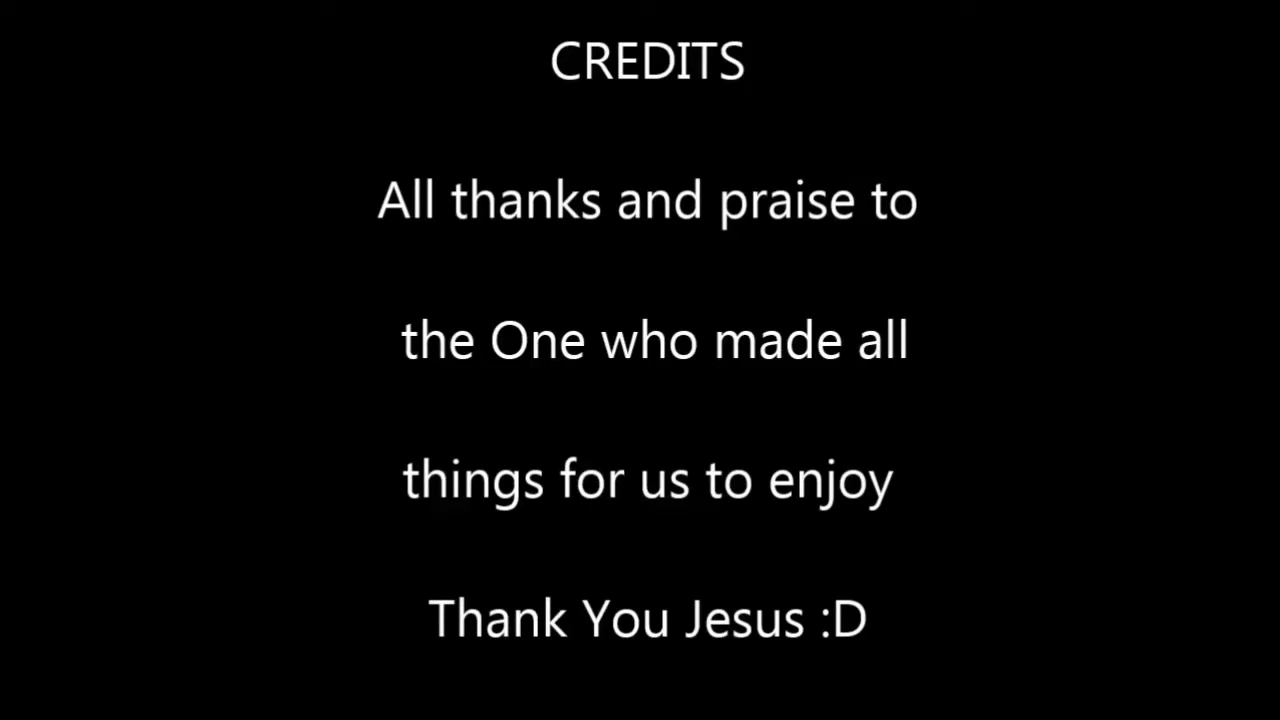 CREDITS
All thanks and praise to
the One who made all
things for us to enjoy
Thank You Jesus :D